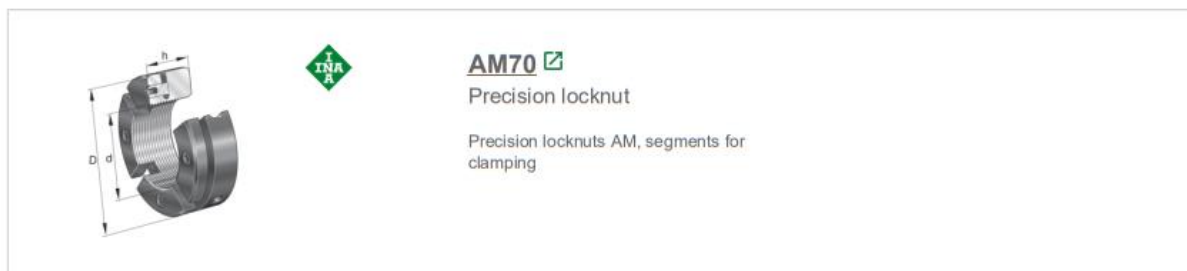 h
D
d
I
INA
A
AM70
Precision locknut
Precision locknuts AM, segments for
clamping